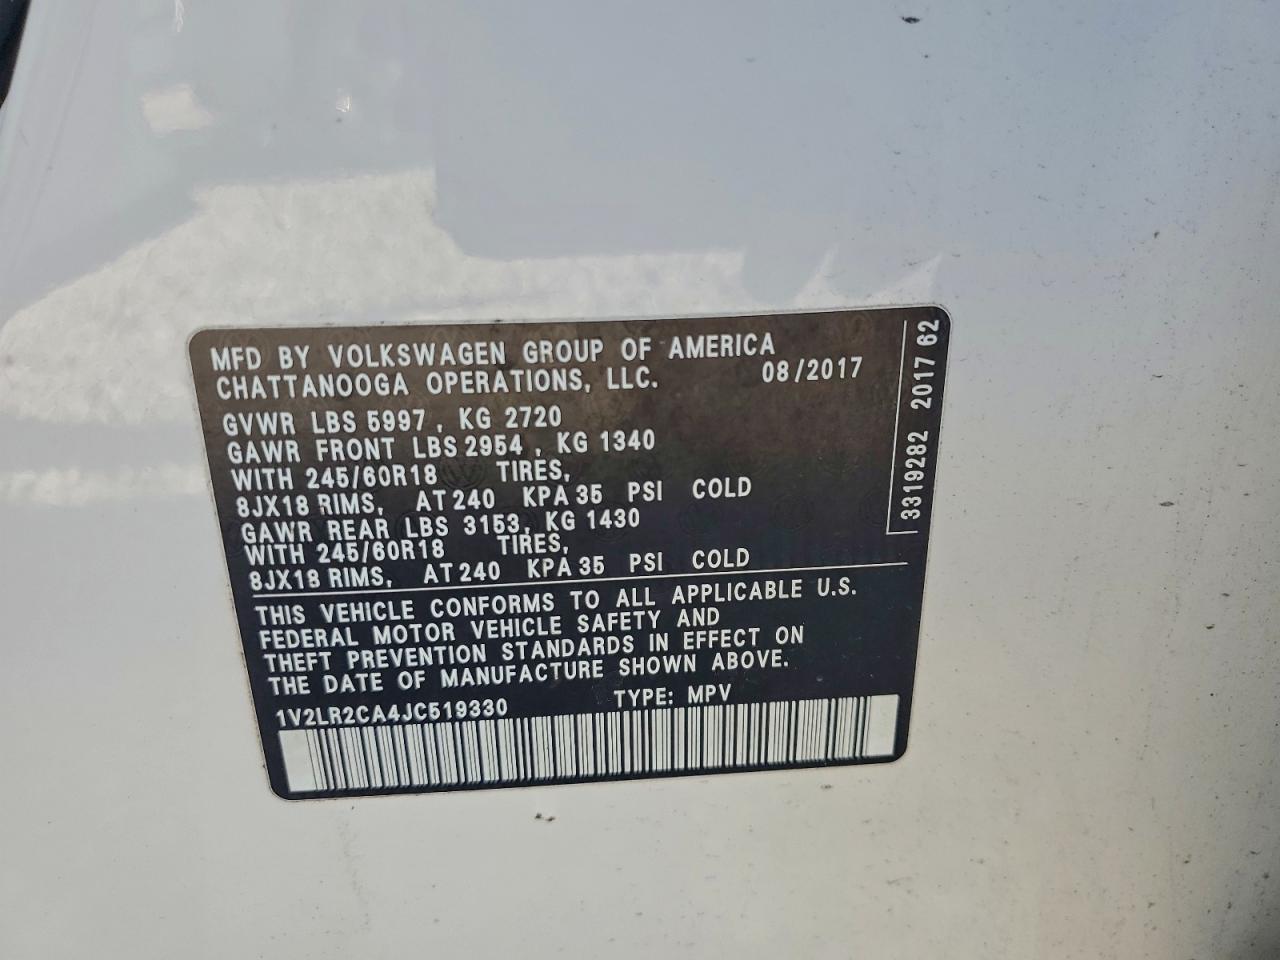 MFD BY VOLKSWAGEN GROUP OF AMERICA
CHATTANOOGA OPERATIONS, LLC. 08/2017
GVWR LBS 5997 , KG 2720
GAWR FRONT LBS 2954 , KG 1340
WITH 245/60R18 TIRES,
8JX18 RIMS, AT 240 KPA 35 PSI COLD
GAWR REAR LBS 3153, KG 1430
WITH 245/60R18 TIRES,
8JX18 RIMS, AT 240 KPA 35 PSI COLD
THIS VEHICLE CONFORMS TO ALL APPLICABLE U.S.
FEDERAL MOTOR VEHICLE SAFETY AND
THEFT PREVENTION STANDARDS IN EFFECT ON
THE DATE OF MANUFACTURE SHOWN ABOVE.
1V2LR2CA4JC519330 TYPE: MPV
3319282 2017 62